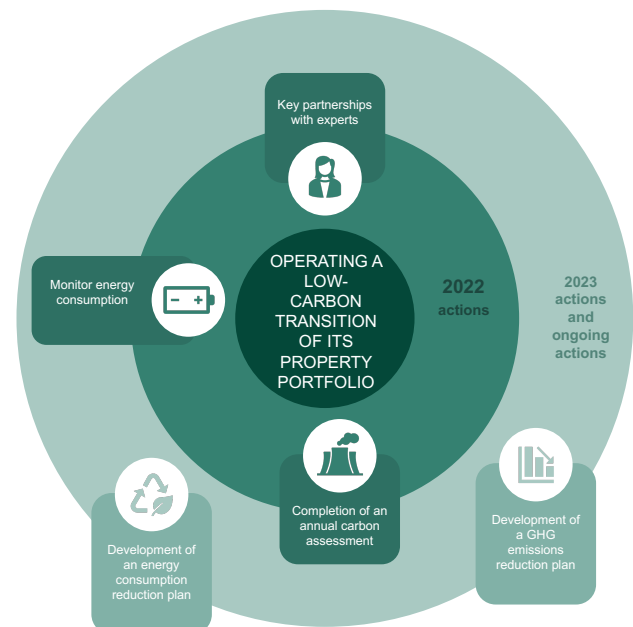 Key partnerships
with experts
Monitor energy
consumption
OPERATING A
LOW-
CARBON
TRANSITION
OF ITS
PROPERTY
PORTFOLIO
2022
actions
2023
actions
and
ongoing
actions
Completion of an
annual carbon
assessment
Development of
an energy
consumption
reduction plan
Development of
a GHG
emissions
reduction plan